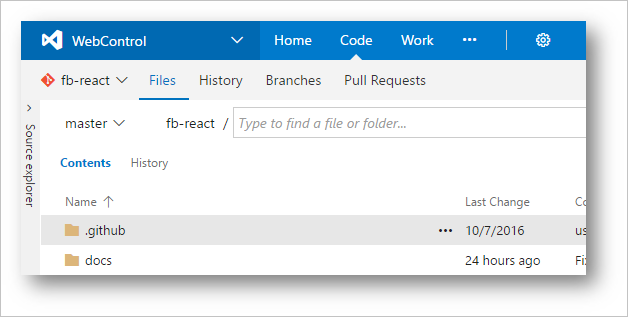 WebControl Home Code Work •••
fb-react Files History Branches Pull Requests
Source explorer
master fb-react / Type to find a file or folder...
Contents History
Name Last Change Co
.github ••• 10/7/2016 us
docs 24 hours ago Fi